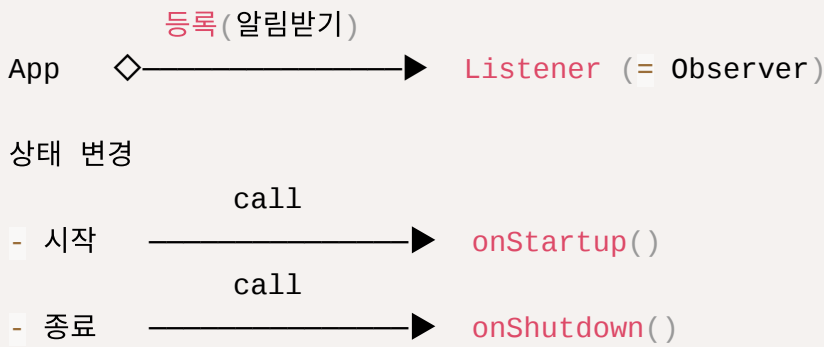 등록(알림받기)
App ◇───────────────▶ Listener (= Observer)
상태 변경
call
- 시작 ───────────────▶ onStartup()
call
- 종료 ───────────────▶ onShutdown()